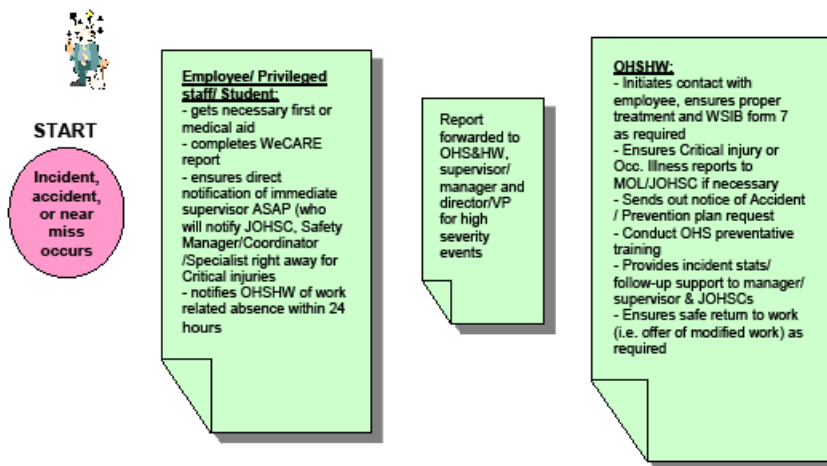 START
Incident,
accident,
or near
miss
occurs
Employee/ Privileged
staff/ Student:
- gets necessary first or
medical aid
- completes WeCARE
report
- ensures direct
notification of immediate
supervisor ASAP (who
will notify JOHSC, Safety
Manager/Coordinator
/Specialist right away for
Critical injuries
- notifies OHSHW of work
related absence within 24
hours
Report
forwarded to
OHS&HW,
supervisor/
manager and
director/VP
for high
severity
events
OHSHW:
- Initiates contact with
employee, ensures proper
treatment and WSIB form 7
as required
- Ensures Critical injury or
Occ. Illness reports to
MOL/JOHSC if necessary
- Sends out notice of Accident
/ Prevention plan request
- Conduct OHS preventative
training
- Provides incident stats/
follow-up support to manager/
supervisor & JOHSCs
- Ensures safe return to work
(i.e. offer of modified work) as
required